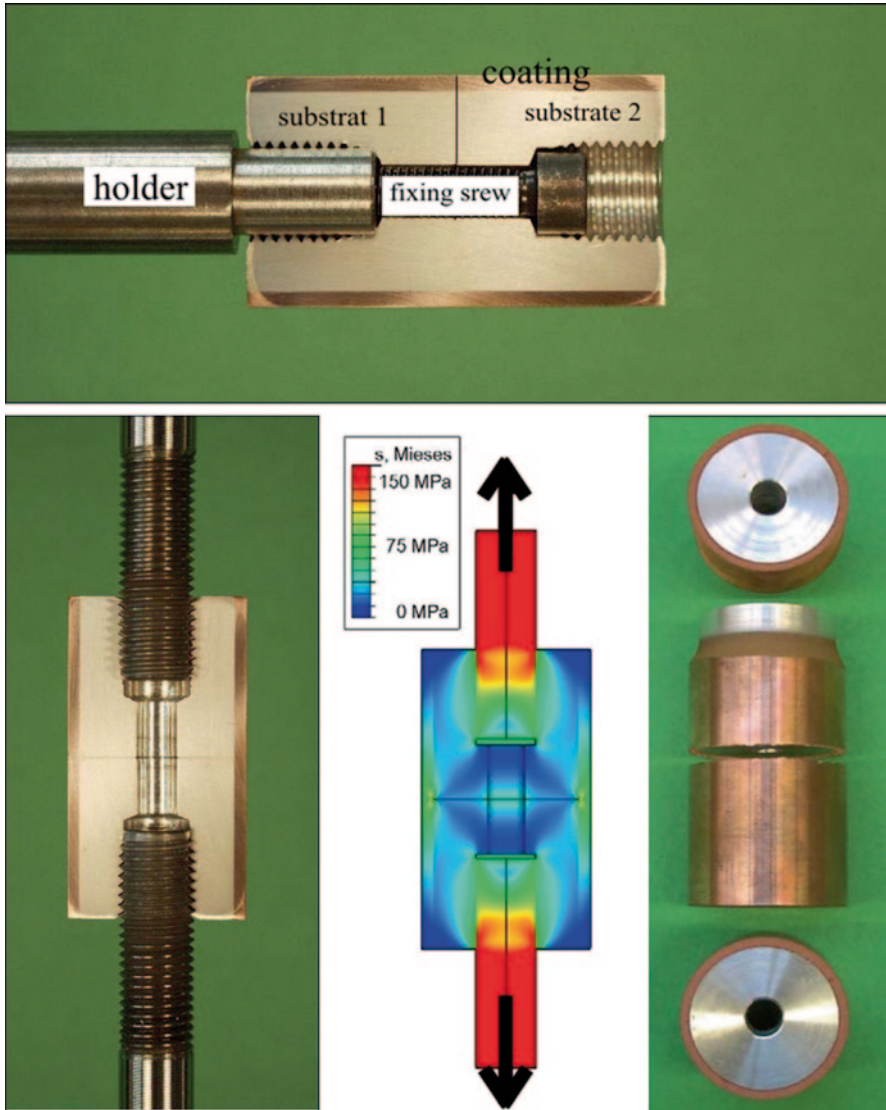 coating
substrat 1
substrate 2
holder
fixing srew
s, Mieses
150 MPa
75 MPa
0 MPa